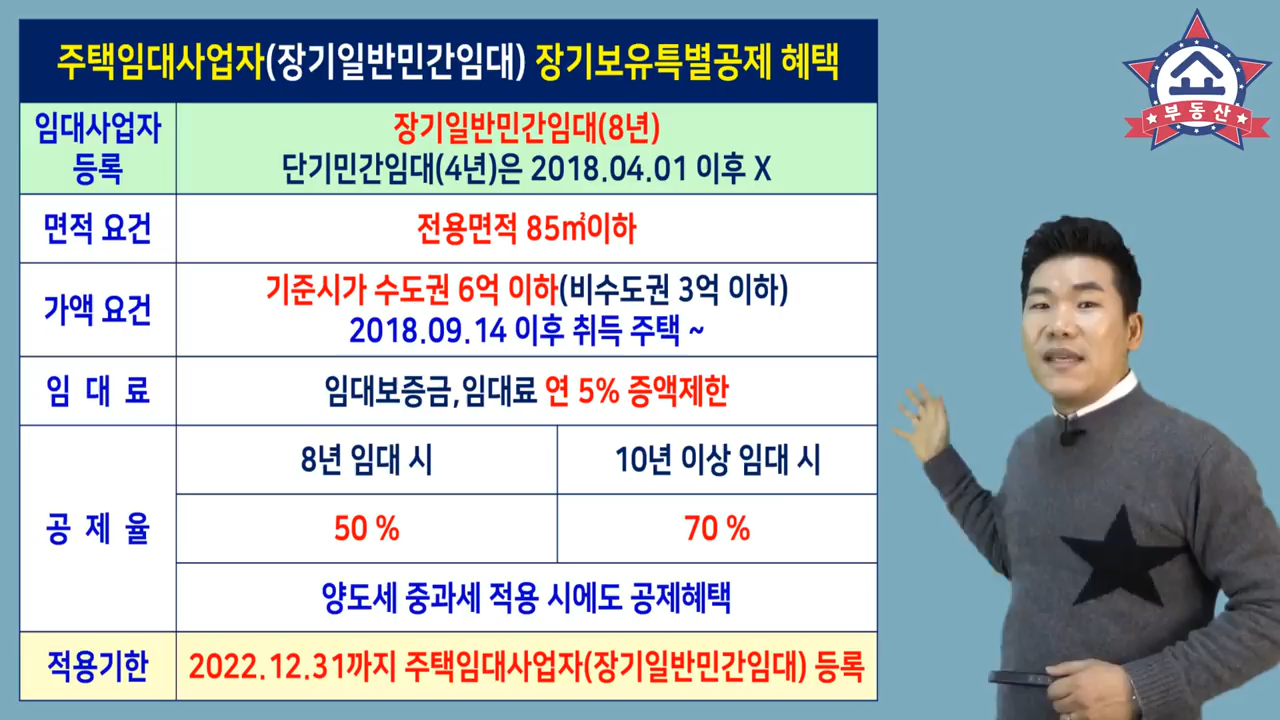 주택임대사업자(장기일반민간임대) 장기보유특별공제 혜택
부동산
임대사업자
등록
장기일반민간임대(8년)
단기민간임대(4년)은 2018.04.01 이후 X
면적 요건
전용면적 85㎡이하
가액 요건
기준시가 수도권 6억 이하(비수도권 3억 이하)
2018.09.14 이후 취득 주택 ~
임 대 료
임대보증금,임대료 연 5% 증액제한
공 제 율
8년 임대 시
10년 이상 임대 시
50 %
70 %
양도세 중과세 적용 시에도 공제혜택
적용기한
2022.12.31까지 주택임대사업자(장기일반민간임대) 등록